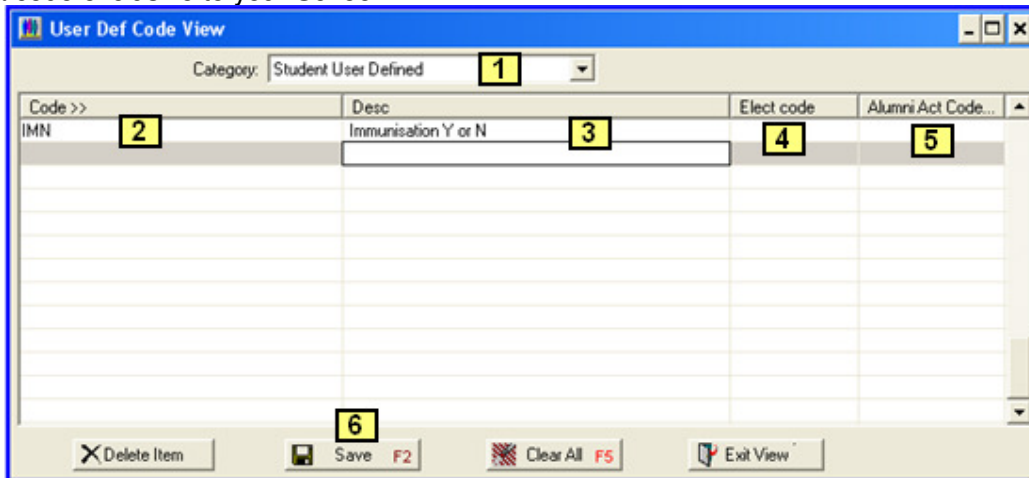 User Def Code View
Category: Student User Defined 1
Code >> Desc Elect code Alumni Act Code...
IMN 2 Immunisation Y or N 3 4 5
6
Delete Item Save F2 Clear All F5 Exit View